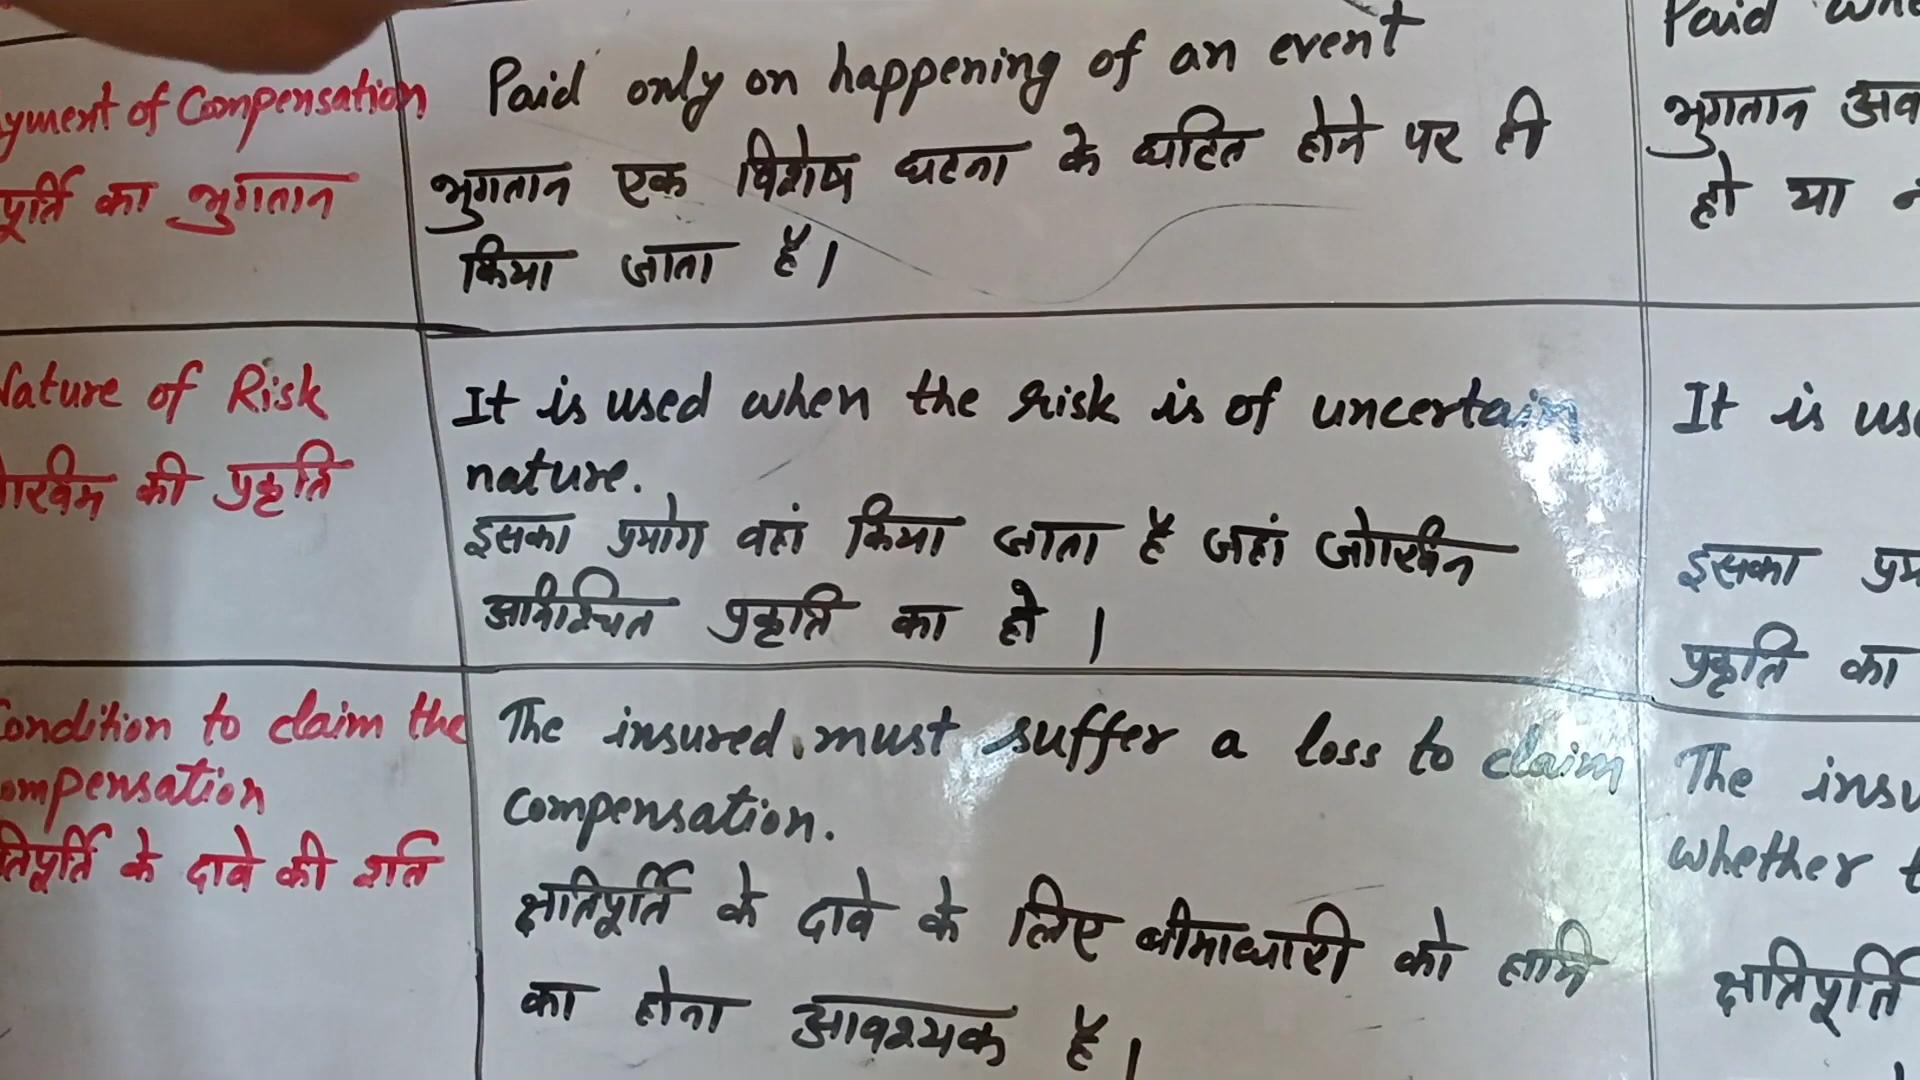 yment of Compensation
पूर्ति का भुगतान
Paid only on happening of an event
भुगतान एक विशेष घटना के घटित होने पर ही
किया जाता है।
Paid
भुगतान अव
हो या
Nature of Risk
की प्रकृति
It is used when the risk is of uncertain
nature.
इसका प्रयोग वहां किया जाता है जहां जोखिम
अनिश्चित प्रकृति का हो ।
It is us
इसका प्र
प्रकृति का
Condition to claim the
ompensation
तिपूर्ति के दावे की शर्त
The insured must suffer a loss to claim
compensation.
क्षतिपूर्ति के दावे के लिए बीमाधारी को हानि
का होना आवश्यक है।
The insu
whether t
क्षतिपूर्ति